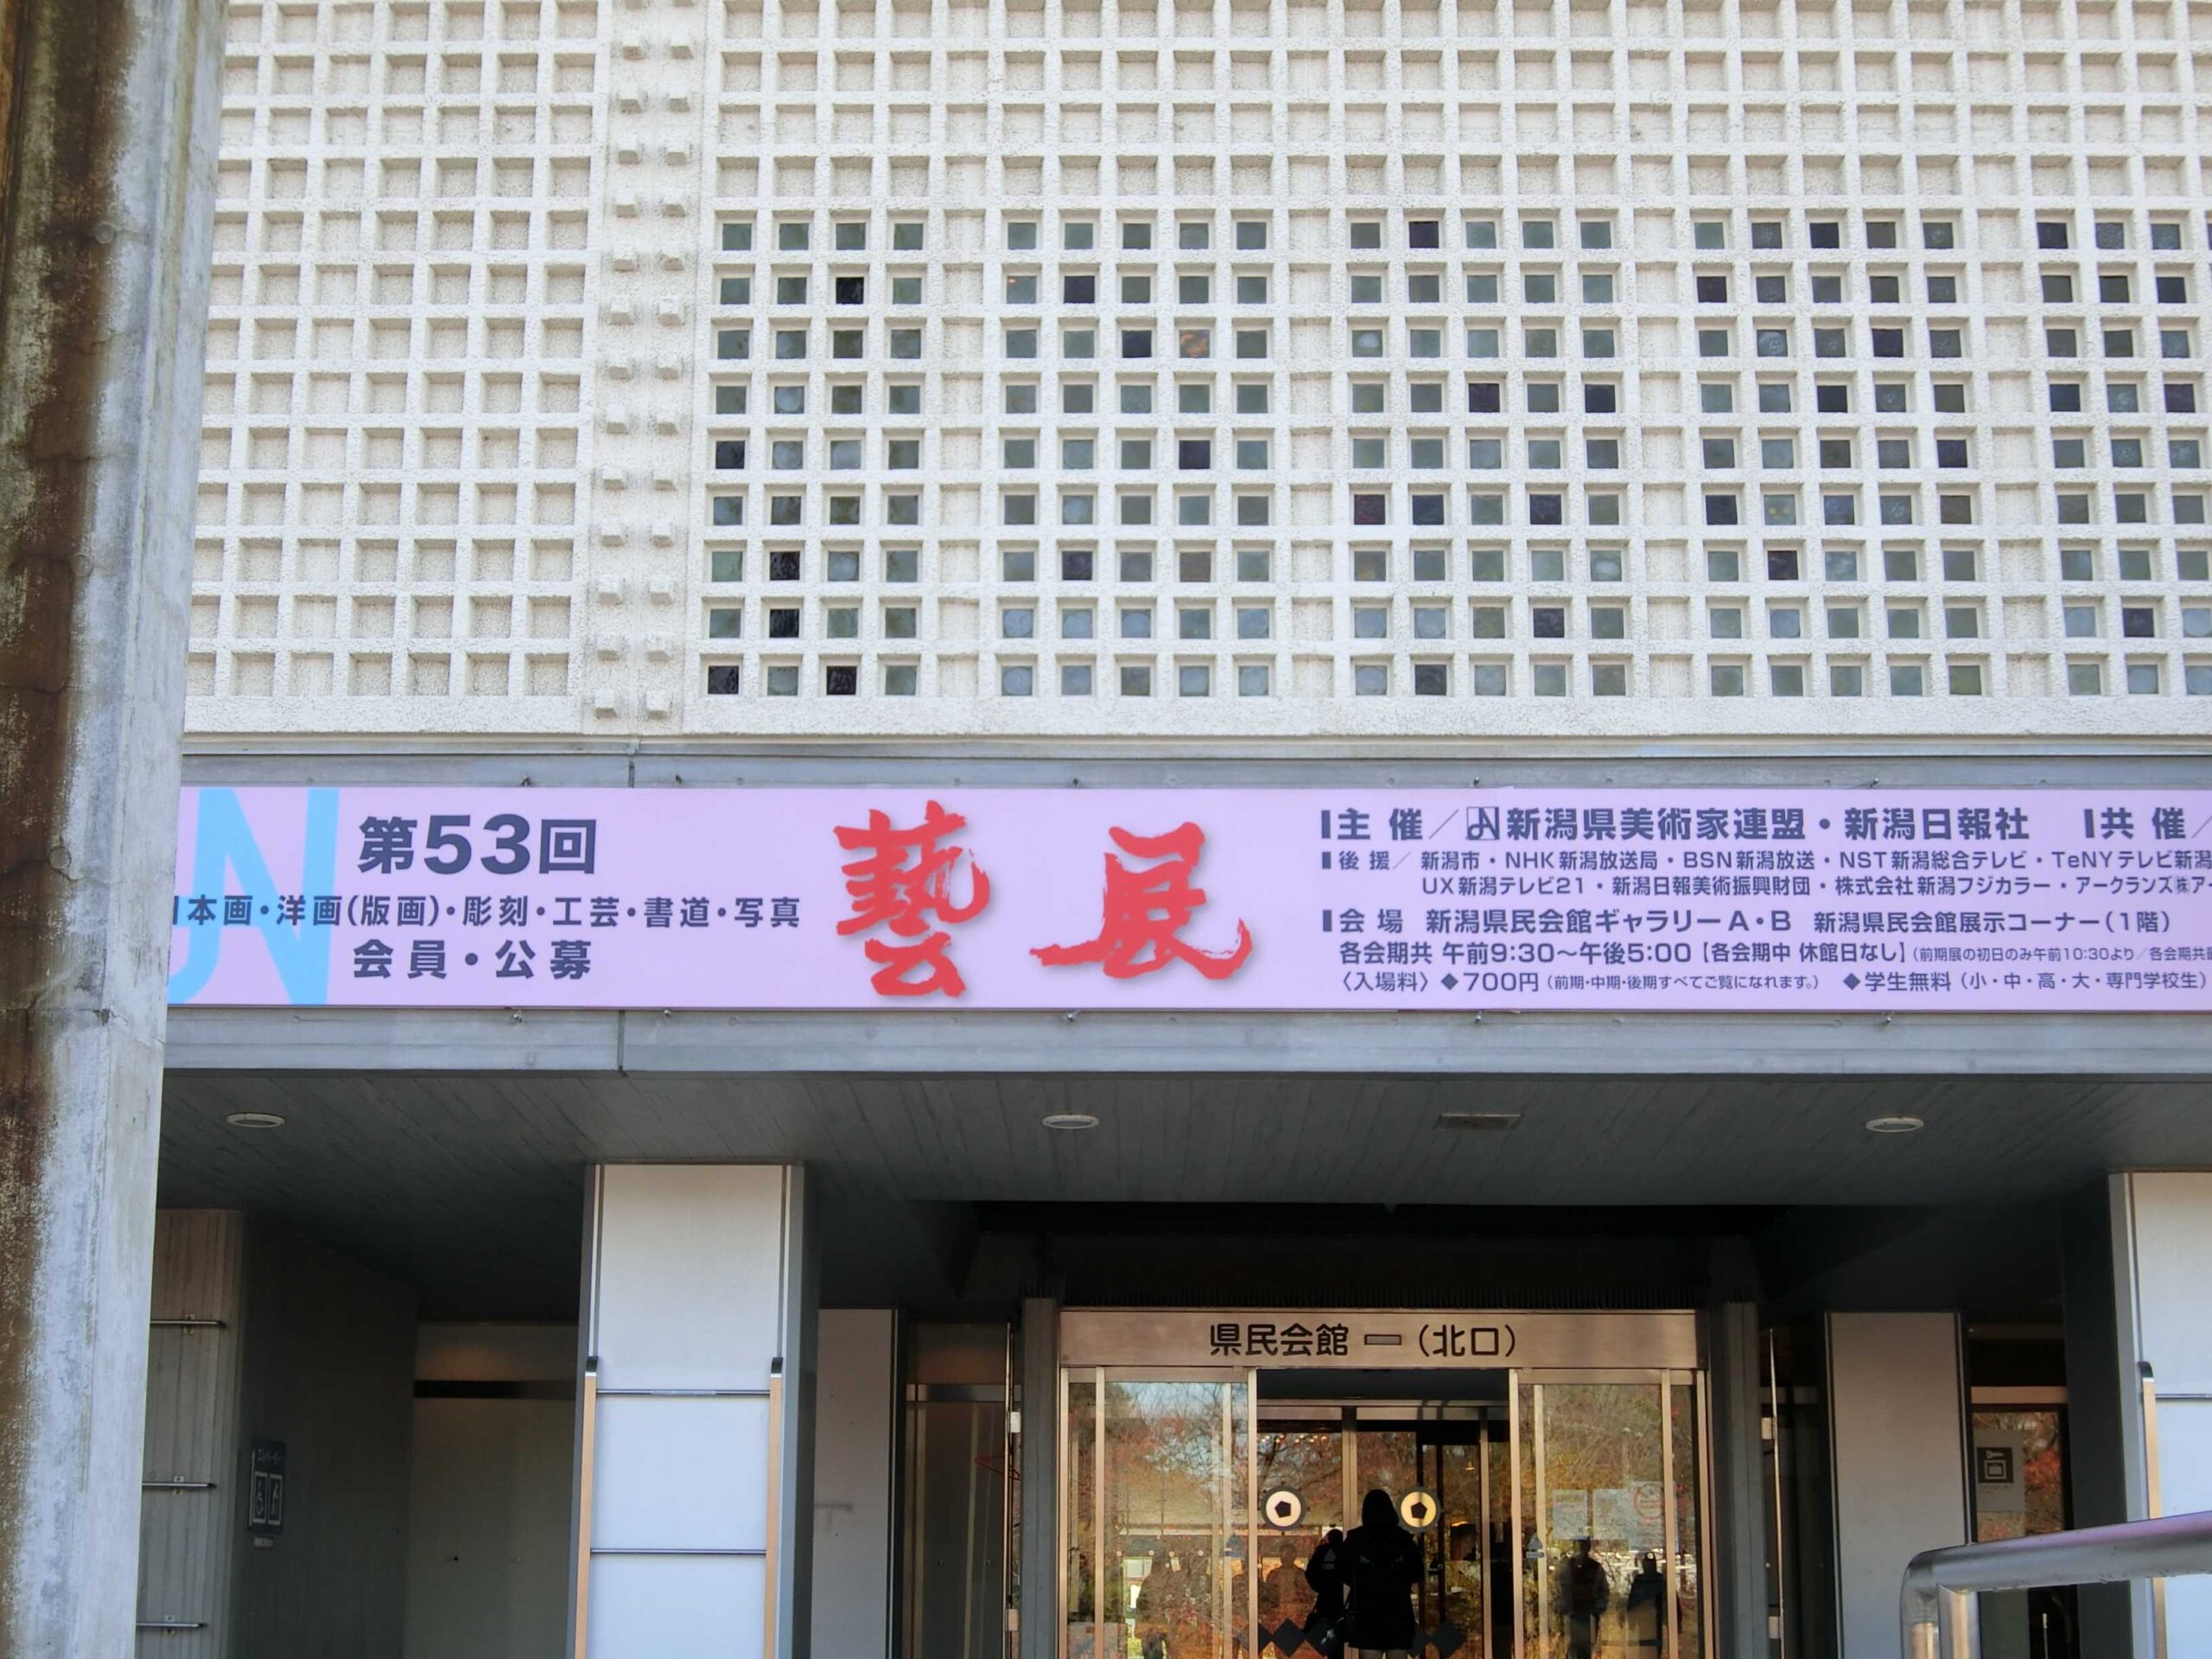 第53回
本画・洋画(版画)・彫刻・工芸・書道・写真
会員・公募
藝展
主催／新潟県美術家連盟・新潟日報社 共催／
後援／新潟市・NHK新潟放送局・BSN新潟放送・NST新潟総合テレビ・TeNYテレビ新潟
UX新潟テレビ21・新潟日報美術振興財団・株式会社新潟フジカラー・アークランズ㈱アー
会場 新潟県民会館ギャラリーA・B 新潟県民会館展示コーナー(1階)
各会期共 午前9:30～午後5:00【各会期中 休館日なし】(前期展の初日のみ午前10:30より／各会期共
〈入場料〉◆700円(前期・中期・後期すべてご覧になれます。) ◆学生無料(小・中・高・大・専門学校生)
県民会館 (北口)